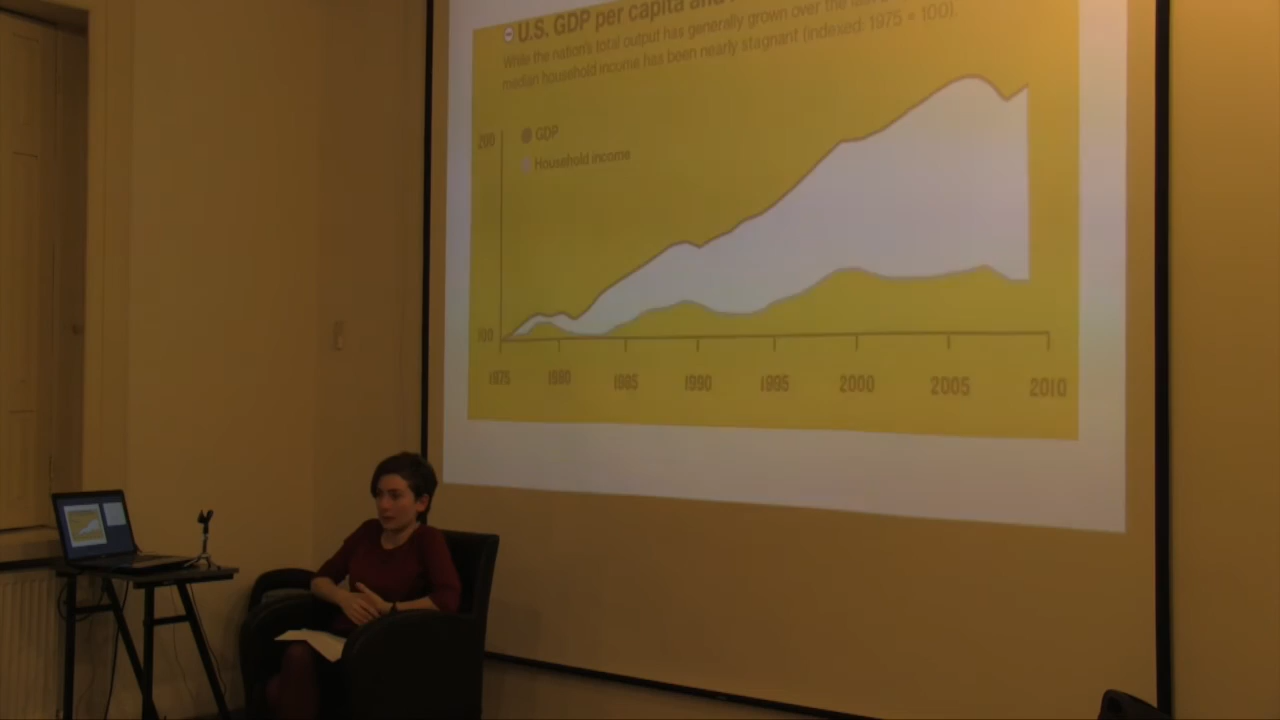 U.S. GDP per capita and
While the nation's total output has generally grown over the
median household income has been nearly stagnant (indexed: 1975 = 100).
200
GDP
Household income
100
1975 1980 1985 1990 1995 2000 2005 2010